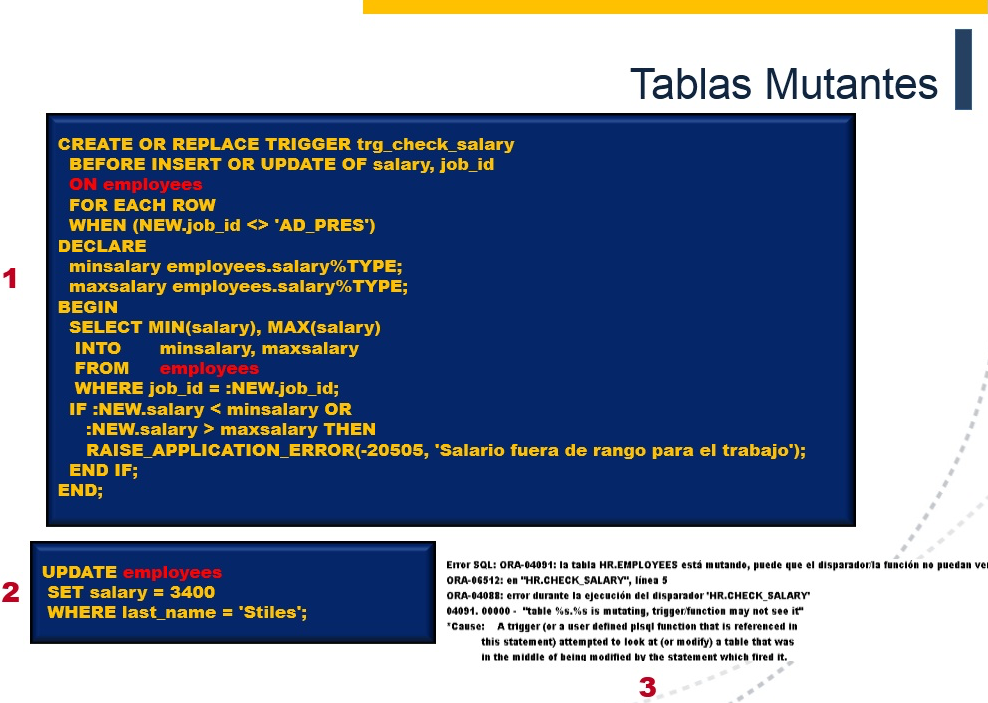 Tablas Mutantes
CREATE OR REPLACE TRIGGER trg_check_salary
BEFORE INSERT OR UPDATE OF salary, job_id
ON employees
FOR EACH ROW
WHEN (NEW.job_id <> 'AD_PRES')
DECLARE
minsalary employees.salary%TYPE;
maxsalary employees.salary%TYPE;
BEGIN
SELECT MIN(salary), MAX(salary)
INTO minsalary, maxsalary
FROM employees
WHERE job_id = :NEW.job_id;
IF :NEW.salary < minsalary OR
:NEW.salary > maxsalary THEN
RAISE_APPLICATION_ERROR(-20505, 'Salario fuera de rango para el trabajo');
END IF;
END;
1
UPDATE employees
SET salary = 3400
WHERE last_name = 'Stiles';
2
Error SQL: ORA-04091: la tabla HR.EMPLOYEES está mutando, puede que el disparador/la función no puedan ve
ORA-06512: en "HR.CHECK_SALARY", línea 5
ORA-04088: error durante la ejecución del disparador 'HR.CHECK_SALARY'
04091. 00000 - "table %s.%s is mutating, trigger/function may not see it"
*Cause: A trigger (or a user defined plsql function that is referenced in
this statement) attempted to look at (or modify) a table that was
in the middle of being modified by the statement which fired it.
3